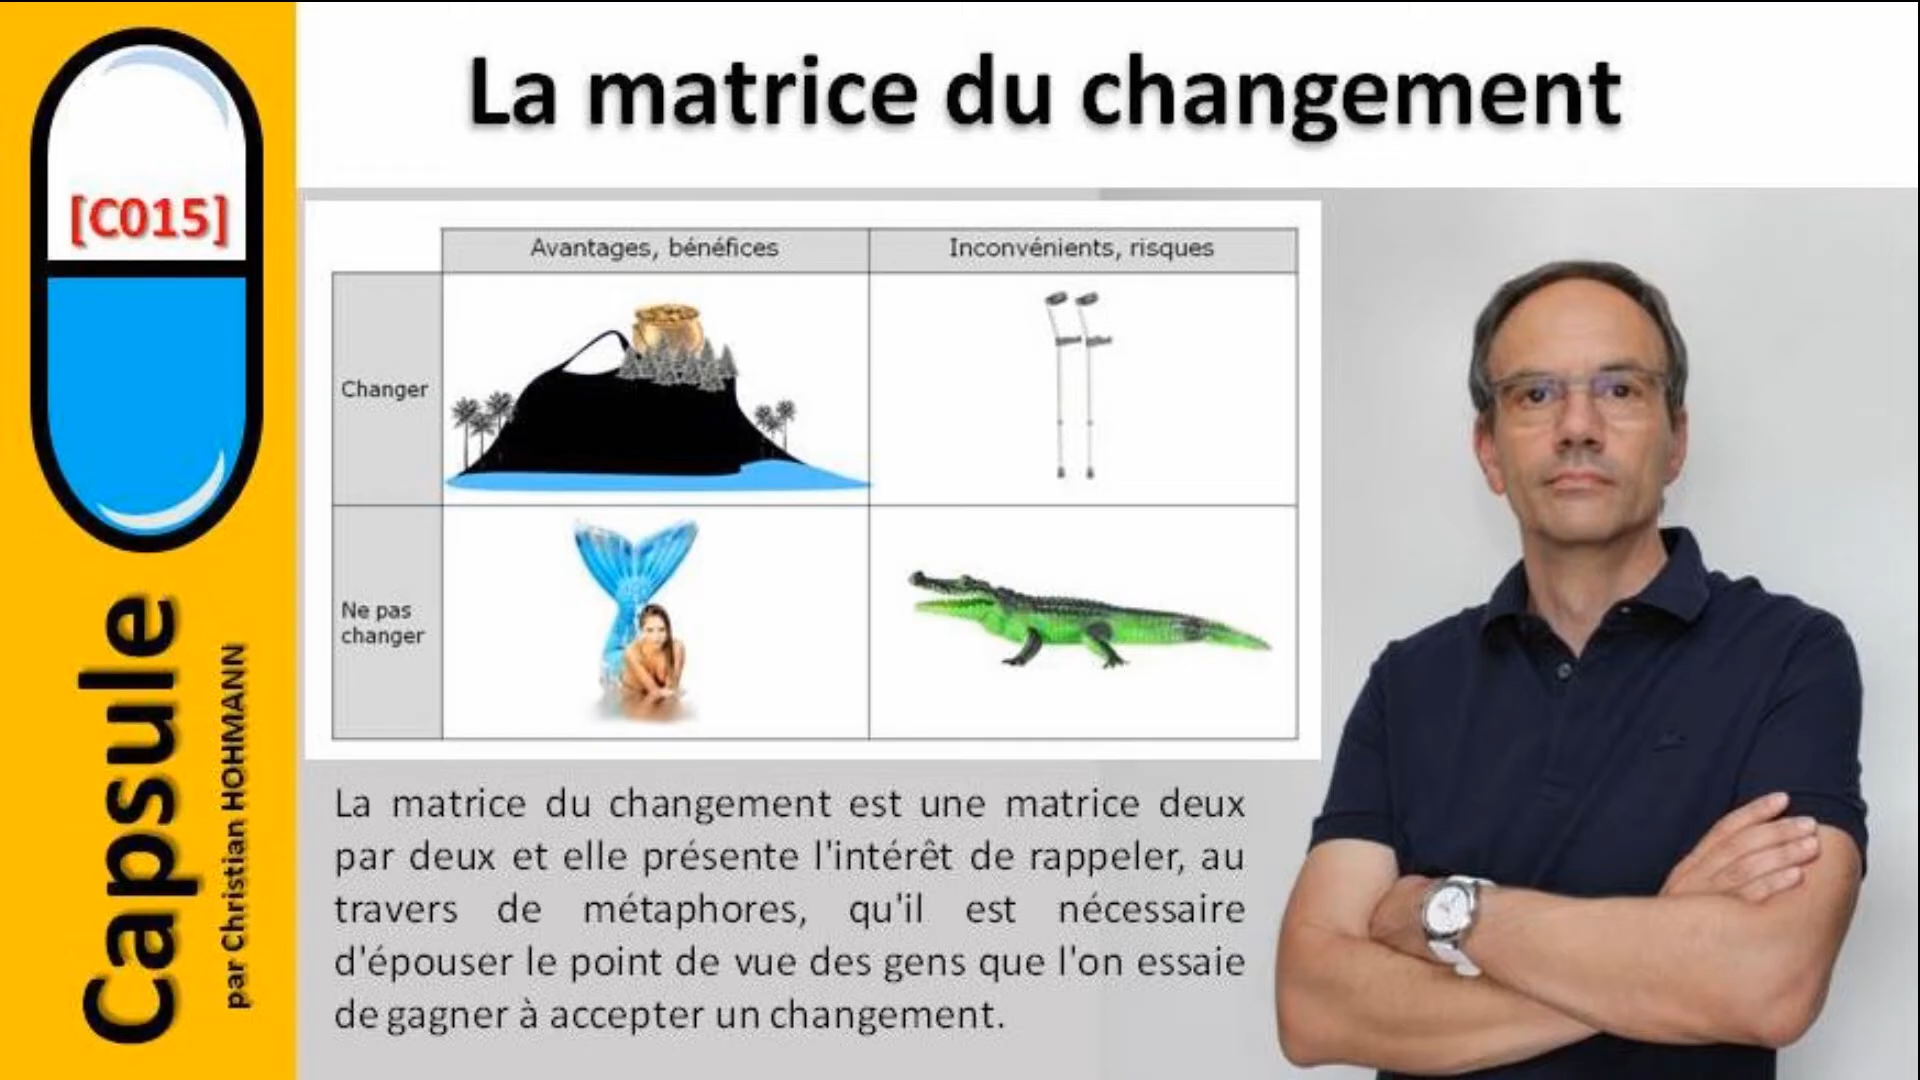 La matrice du changement
[C015]
Capsule
par Christian HOHMANN
Avantages, bénéfices
Inconvénients, risques
Changer
Ne pas
changer
La matrice du changement est une matrice deux
par deux et elle présente l'intérêt de rappeler, au
travers de métaphores, qu'il est nécessaire
d'épouser le point de vue des gens que l'on essaie
de gagner à accepter un changement.